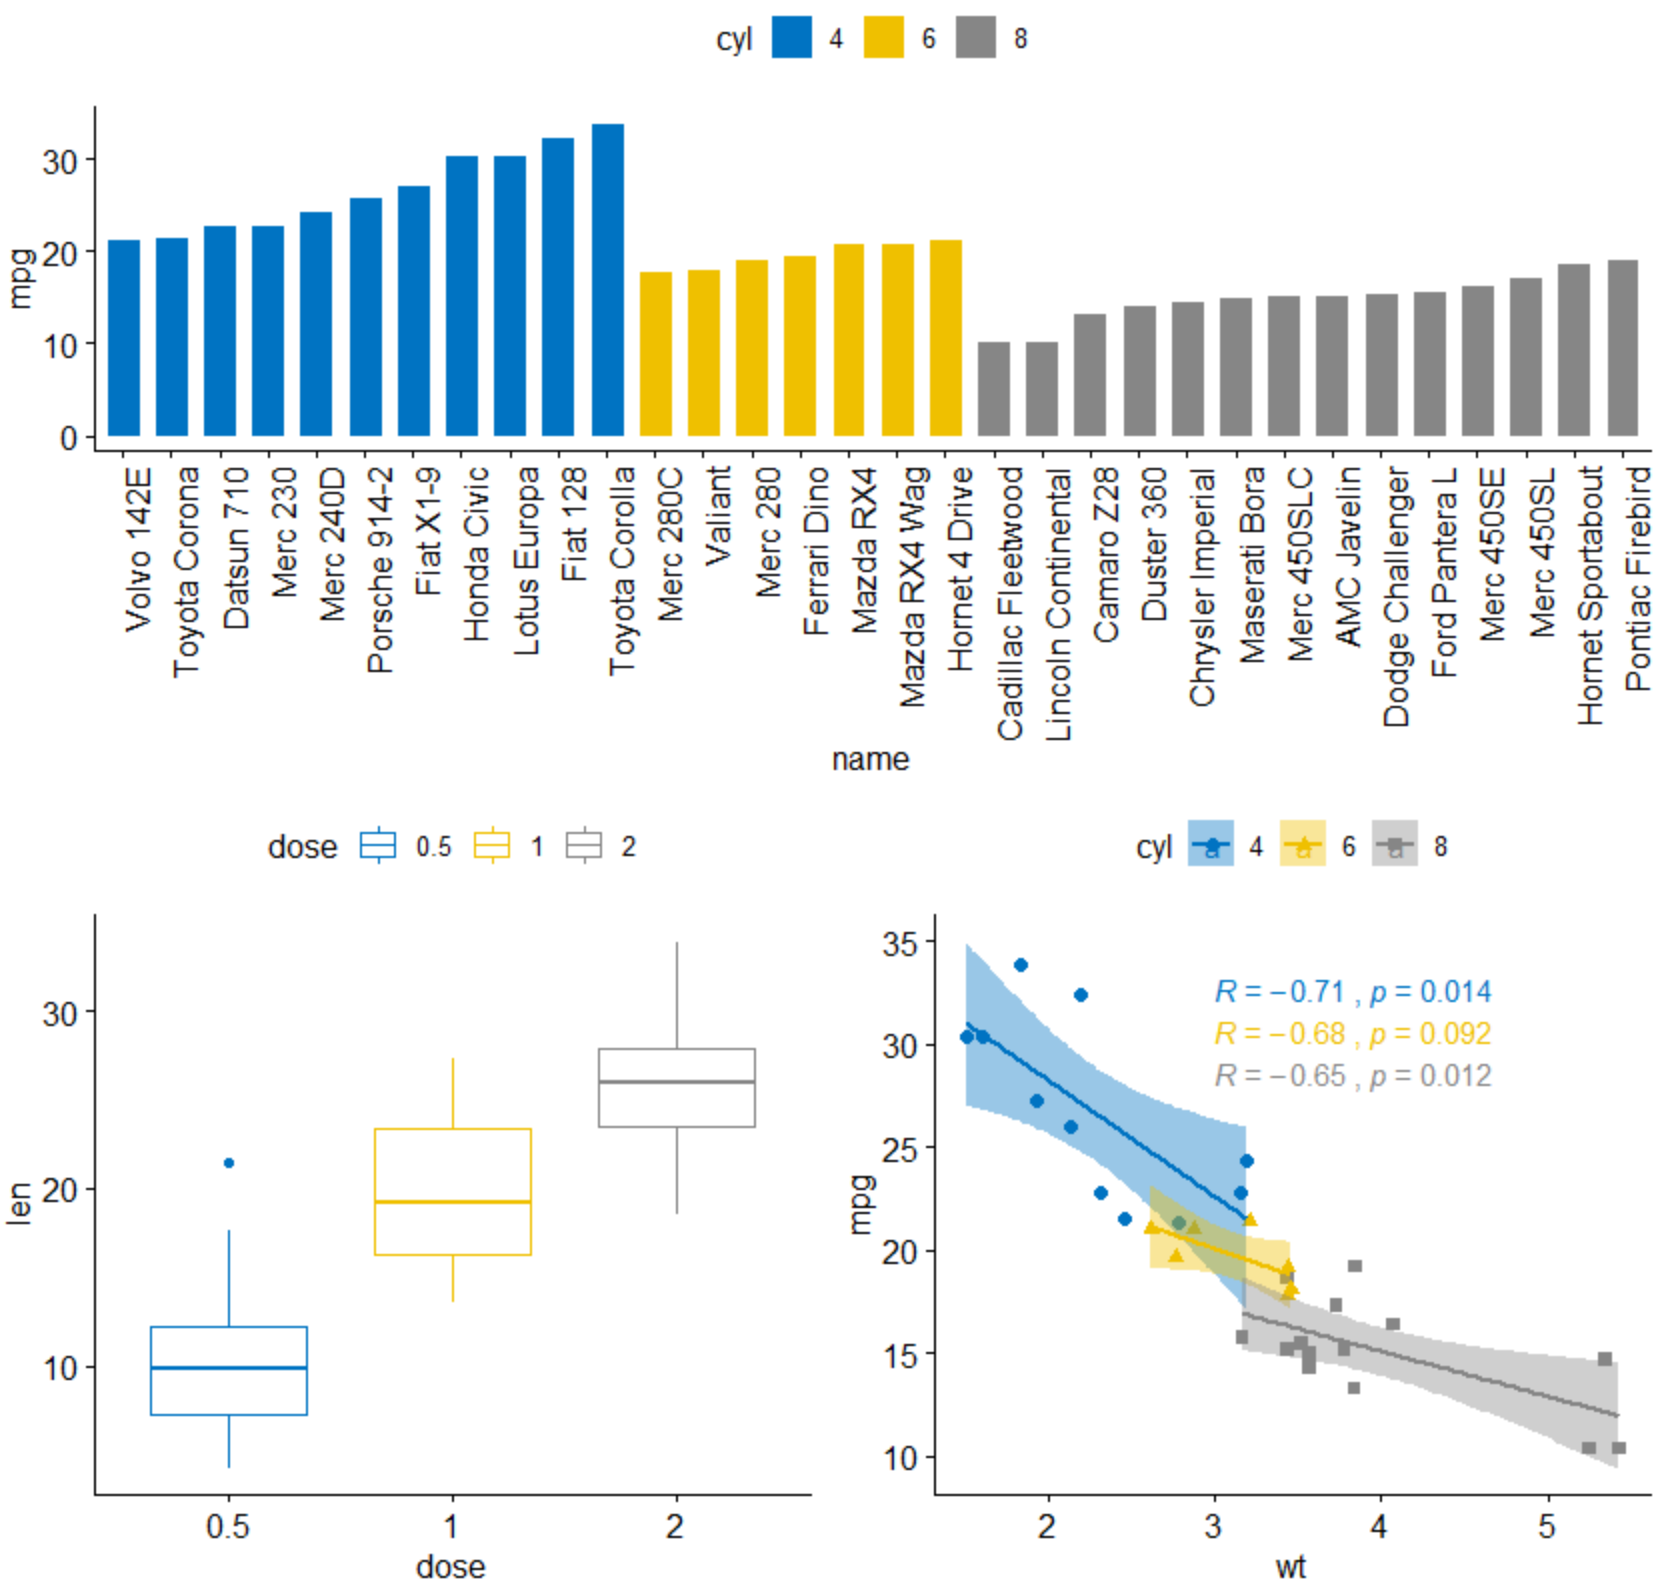 cyl 4 6 8
mpg
30
20
10
0
Volvo 142E
Toyota Corona
Datsun 710
Merc 230
Merc 240D
Porsche 914-2
Fiat X1-9
Honda Civic
Lotus Europa
Fiat 128
Toyota Corolla
Merc 280C
Valiant
Merc 280
Ferrari Dino
Mazda RX4
Mazda RX4 Wag
Hornet 4 Drive
Cadillac Fleetwood
Lincoln Continental
Camaro Z28
Duster 360
Chrysler Imperial
Maserati Bora
Merc 450SLC
AMC Javelin
Dodge Challenger
Ford Pantera L
Merc 450SE
Merc 450SL
Hornet Sportabout
Pontiac Firebird
name
dose 0.5 1 2
len
30
20
10
0.5 1 2
dose
cyl a 4 a 6 a 8
mpg
35
30
25
20
15
10
R = −0.71 , p = 0.014
R = −0.68 , p = 0.092
R = −0.65 , p = 0.012
2 3 4 5
wt